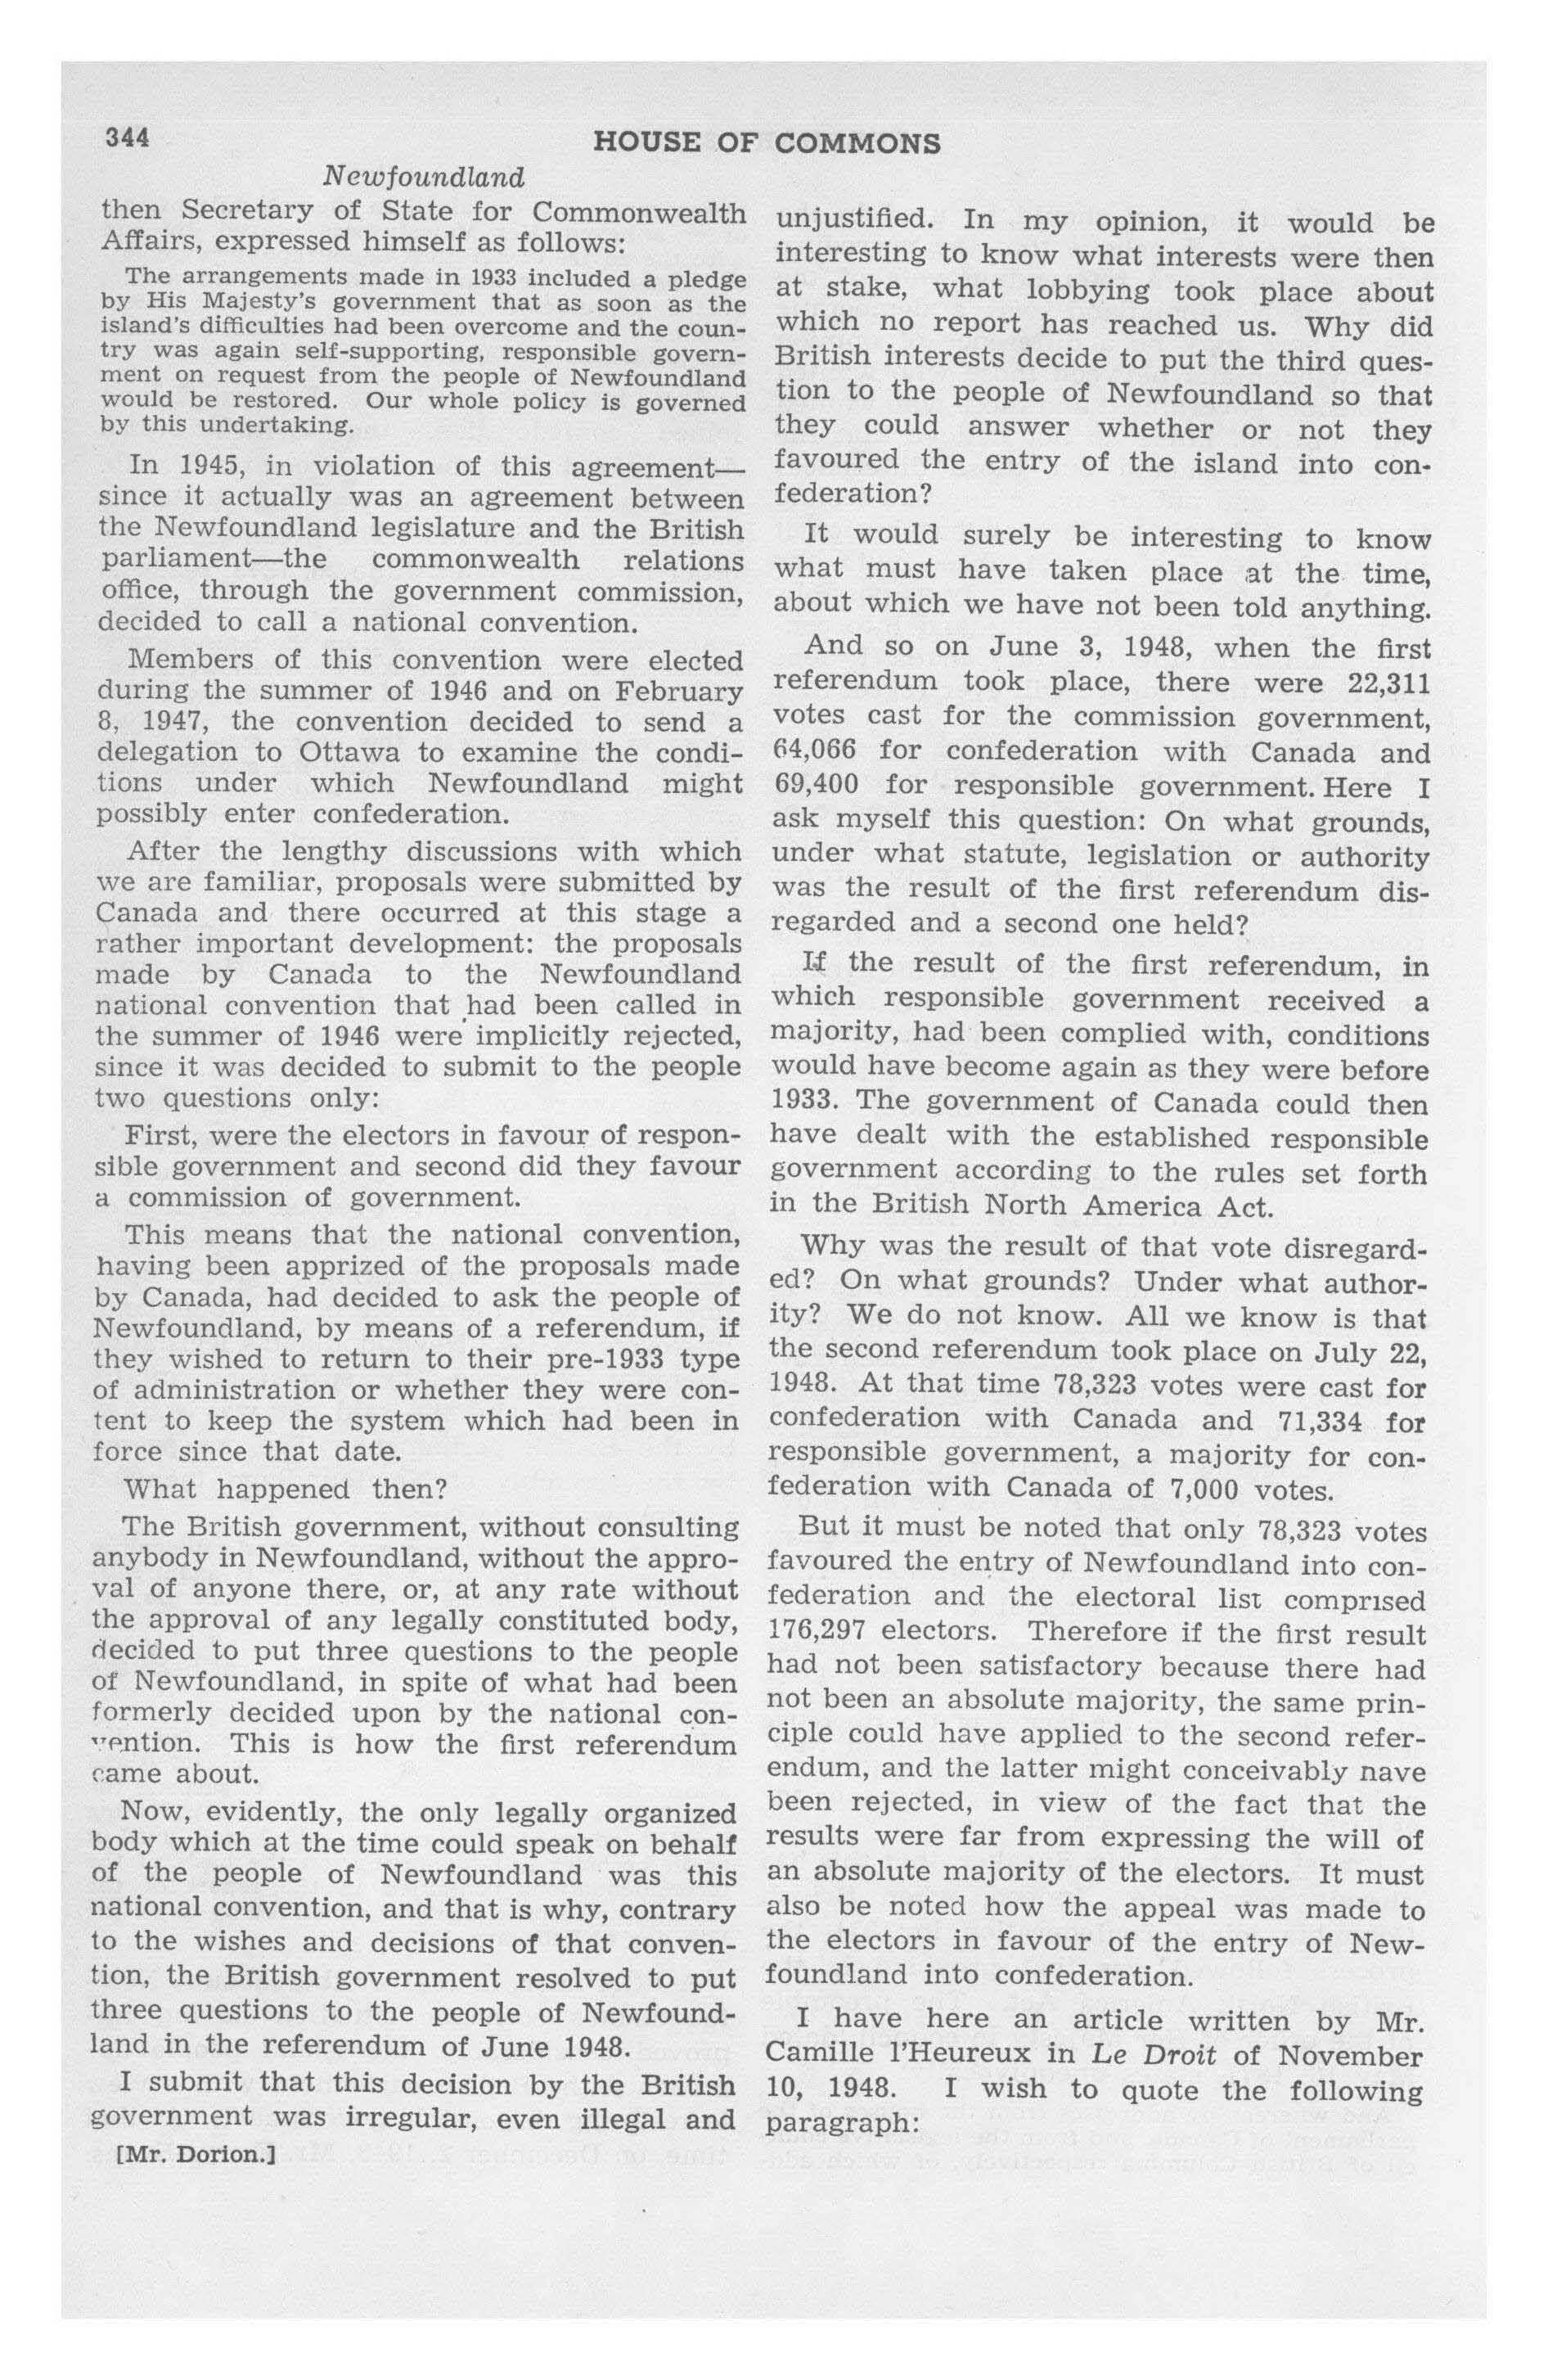 344
HOUSE OF COMMONS
Newfoundland
then Secretary of State for Commonwealth
Affairs, expressed himself as follows:
The arrangements made in 1933 included a pledge
by His Majesty's government that as soon as the
island's difficulties had been overcome and the coun-
try was again self-supporting, responsible govern-
ment on request from the people of Newfoundland
would be restored. Our whole policy is governed
by this undertaking.
In 1945, in violation of this agreement—
since it actually was an agreement between
the Newfoundland legislature and the British
parliament—the commonwealth relations
office, through the government commission,
decided to call a national convention.
Members of this convention were elected
during the summer of 1946 and on February
8, 1947, the convention decided to send a
delegation to Ottawa to examine the condi-
tions under which Newfoundland might
possibly enter confederation.
After the lengthy discussions with which
we are familiar, proposals were submitted by
Canada and there occurred at this stage a
rather important development: the proposals
made by Canada to the Newfoundland
national convention that had been called in
the summer of 1946 were implicitly rejected,
since it was decided to submit to the people
two questions only:
First, were the electors in favour of respon-
sible government and second did they favour
a commission of government.
This means that the national convention,
having been apprized of the proposals made
by Canada, had decided to ask the people of
Newfoundland, by means of a referendum, if
they wished to return to their pre-1933 type
of administration or whether they were con-
tent to keep the system which had been in
force since that date.
What happened then?
The British government, without consulting
anybody in Newfoundland, without the appro-
val of anyone there, or, at any rate without
the approval of any legally constituted body,
decided to put three questions to the people
of Newfoundland, in spite of what had been
formerly decided upon by the national con-
vention. This is how the first referendum
came about.
Now, evidently, the only legally organized
body which at the time could speak on behalf
of the people of Newfoundland was this
national convention, and that is why, contrary
to the wishes and decisions of that conven-
tion, the British government resolved to put
three questions to the people of Newfound-
land in the referendum of June 1948.
I submit that this decision by the British
government was irregular, even illegal and
[Mr. Dorion.]
unjustified. In my opinion, it would be
interesting to know what interests were then
at stake, what lobbying took place about
which no report has reached us. Why did
British interests decide to put the third ques-
tion to the people of Newfoundland so that
they could answer whether or not they
favoured the entry of the island into con-
federation?
It would surely be interesting to know
what must have taken place at the time,
about which we have not been told anything.
And so on June 3, 1948, when the first
referendum took place, there were 22,311
votes cast for the commission government,
64,066 for confederation with Canada and
69,400 for responsible government. Here I
ask myself this question: On what grounds,
under what statute, legislation or authority
was the result of the first referendum dis-
regarded and a second one held?
If the result of the first referendum, in
which responsible government received a
majority, had been complied with, conditions
would have become again as they were before
1933. The government of Canada could then
have dealt with the established responsible
government according to the rules set forth
in the British North America Act.
Why was the result of that vote disregard-
ed? On what grounds? Under what author-
ity? We do not know. All we know is that
the second referendum took place on July 22,
1948. At that time 78,323 votes were cast for
confederation with Canada and 71,334 for
responsible government, a majority for con-
federation with Canada of 7,000 votes.
But it must be noted that only 78,323 votes
favoured the entry of Newfoundland into con-
federation and the electoral list comprised
176,297 electors. Therefore if the first result
had not been satisfactory because there had
not been an absolute majority, the same prin-
ciple could have applied to the second refer-
endum, and the latter might conceivably have
been rejected, in view of the fact that the
results were far from expressing the will of
an absolute majority of the electors. It must
also be noted how the appeal was made to
the electors in favour of the entry of New-
foundland into confederation.
I have here an article written by Mr.
Camille l'Heureux in Le Droit of November
10, 1948. I wish to quote the following
paragraph: